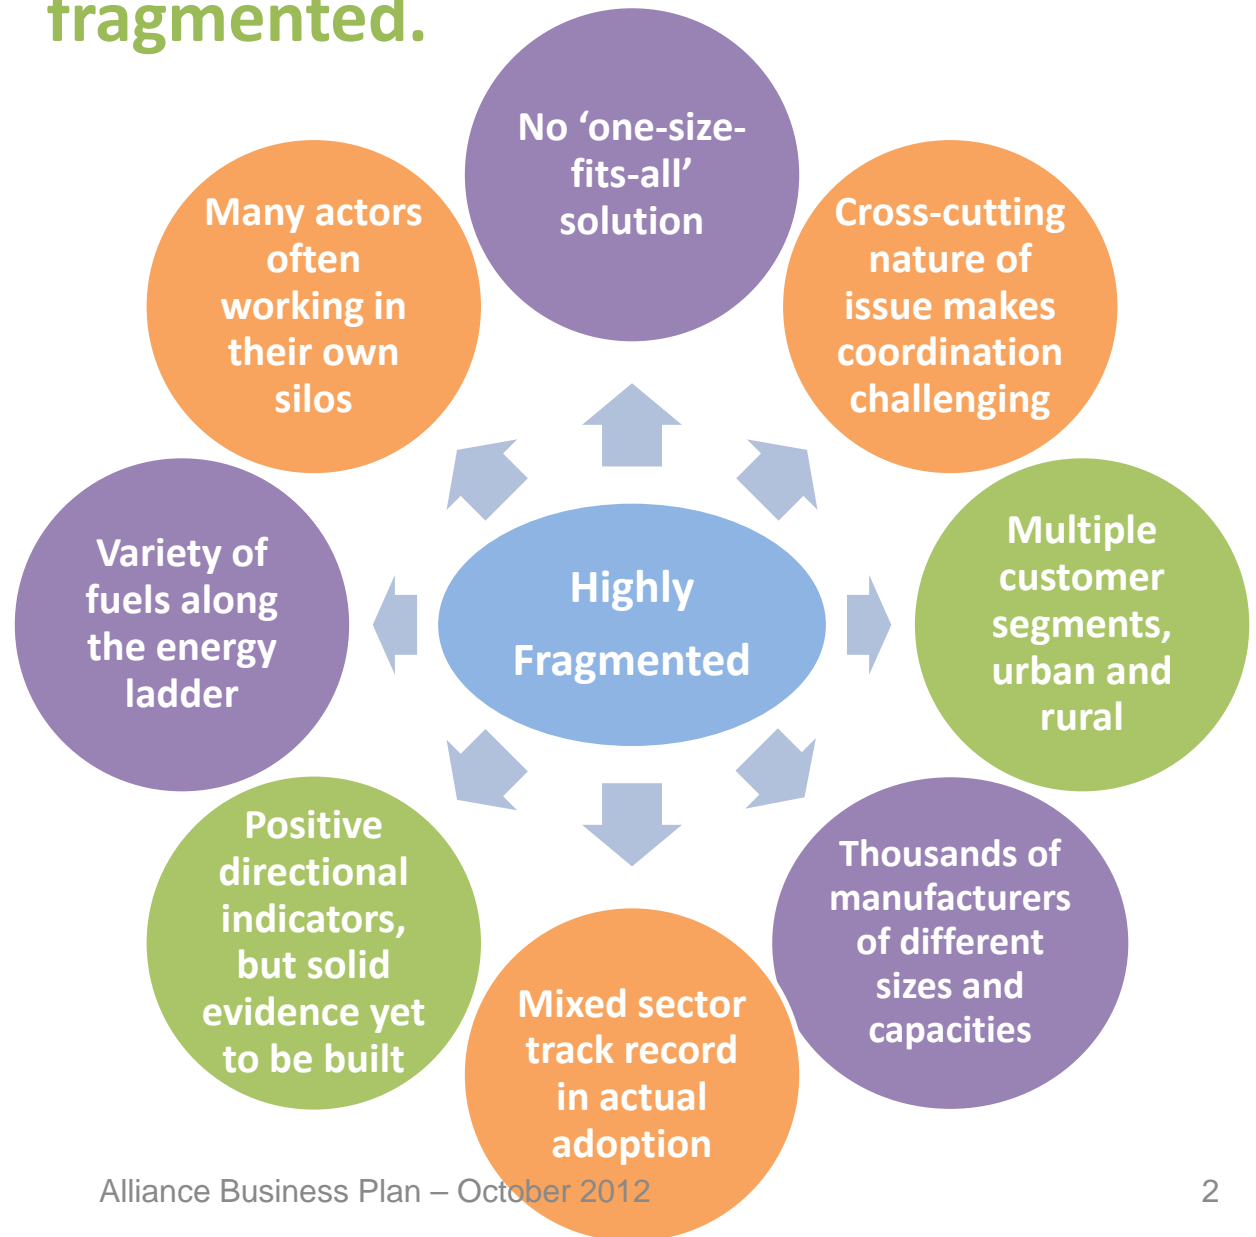 fragmented.
No ‘one-size-
fits-all’
solution
Cross-cutting
nature of
issue makes
coordination
challenging
Multiple
customer
segments,
urban and
rural
Thousands of
manufacturers
of different
sizes and
capacities
Mixed sector
track record
in actual
adoption
Positive
directional
indicators,
but solid
evidence yet
to be built
Variety of
fuels along
the energy
ladder
Many actors
often
working in
their own
silos
Highly
Fragmented
Alliance Business Plan – October 2012
2